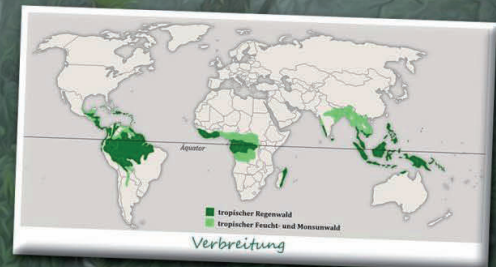 Äquator
tropischer Regenwald
tropischer Feucht- und Monsunwald
Verbreitung